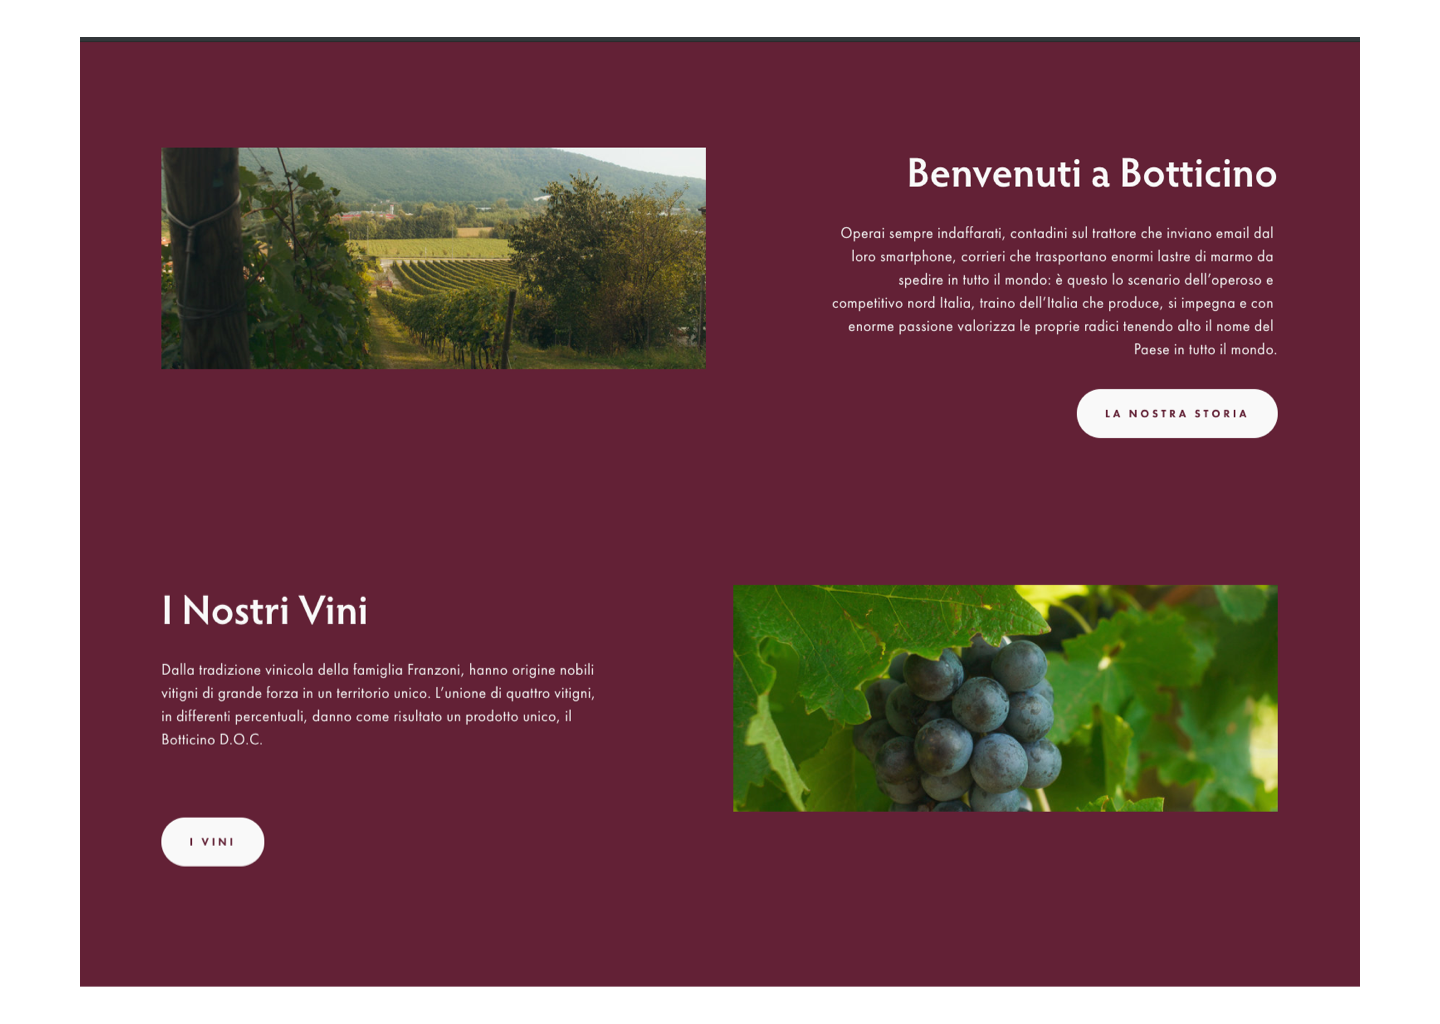 Benvenuti a Botticino
Operai sempre indaffarati, contadini sul trattore che inviano email dal
loro smartphone, corrieri che trasportano enormi lastre di marmo da
spedire in tutto il mondo: è questo lo scenario dell’operoso e
competitivo nord Italia, traino dell’Italia che produce, si impegna e con
enorme passione valorizza le proprie radici tenendo alto il nome del
Paese in tutto il mondo.
LA NOSTRA STORIA
I Nostri Vini
Dalla tradizione vinicola della famiglia Franzoni, hanno origine nobili
vitigni di grande forza in un territorio unico. L’unione di quattro vitigni,
in differenti percentuali, danno come risultato un prodotto unico, il
Botticino D.O.C.
I VINI